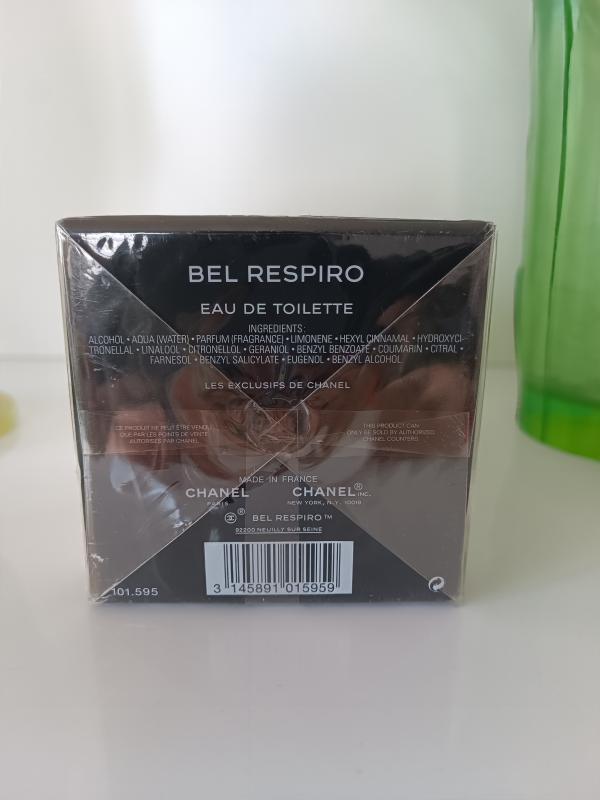 BEL RESPIRO
EAU DE TOILETTE
INGREDIENTS:
ALCOHOL • AQUA (WATER) • PARFUM (FRAGRANCE) • LIMONENE • HEXYL CINNAMAL • HYDROXYCI-
TRONELLAL • LINALOOL • CITRONELLOL • GERANIOL • BENZYL BENZOATE • COUMARIN • CITRAL •
FARNESOL • BENZYL SALICYLATE • EUGENOL • BENZYL ALCOHOL
LES EXCLUSIFS DE CHANEL
CE PRODUIT NE PEUT ÊTRE VENDU
QUE PAR LES POINTS DE VENTE
AUTORISÉS PAR CHANEL
THIS PRODUCT CAN
ONLY BE SOLD BY AUTHORIZED
CHANEL COUNTERS
MADE IN FRANCE
CHANEL
PARIS
CHANEL® INC.
NEW YORK, N.Y. 10019
® BEL RESPIRO™
92200 NEUILLY SUR SEINE
3 145891 015959
101.595